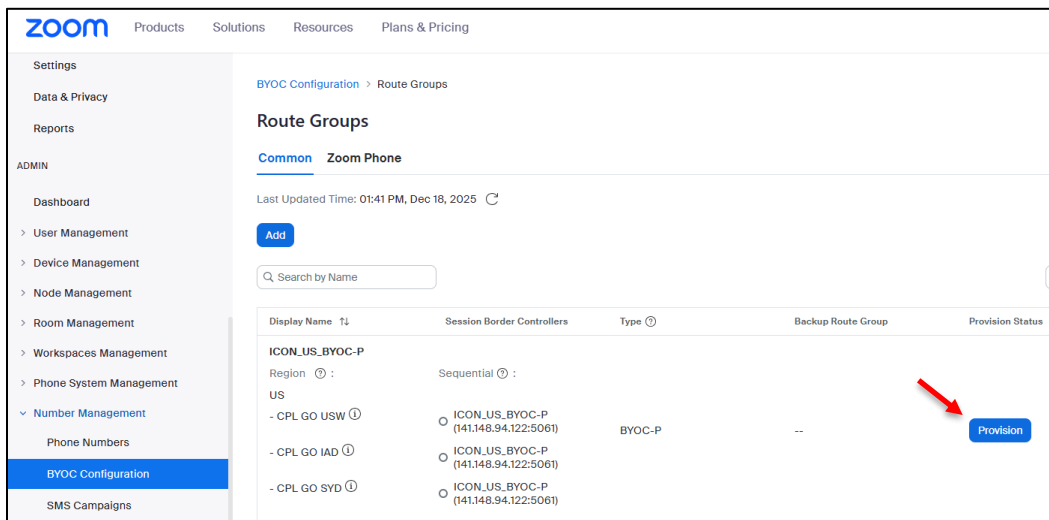 zoom Products Solutions Resources Plans & Pricing
Settings
Data & Privacy
Reports
ADMIN
Dashboard
User Management
Device Management
Node Management
Room Management
Workspaces Management
Phone System Management
Number Management
Phone Numbers
BYOC Configuration
SMS Campaigns
BYOC Configuration > Route Groups
Route Groups
Common Zoom Phone
Last Updated Time: 01:41 PM, Dec 18, 2025
Add
Search by Name
Display Name Session Border Controllers Type Backup Route Group Provision Status
ICON_US_BYOC-P
Region : Sequential :
US
- CPL GO USW ICON_US_BYOC-P
(141.148.94.122:5061)
BYOC-P -- Provision
- CPL GO IAD ICON_US_BYOC-P
(141.148.94.122:5061)
- CPL GO SYD ICON_US_BYOC-P
(141.148.94.122:5061)